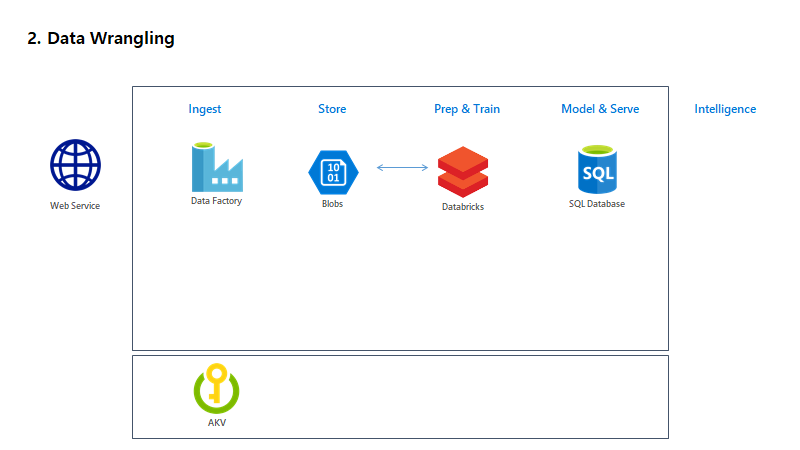 2. Data Wrangling
Ingest
Store
Prep & Train
Model & Serve
Intelligence
10
01
SQL
Web Service
Data Factory
Blobs
Databricks
SQL Database
AKV